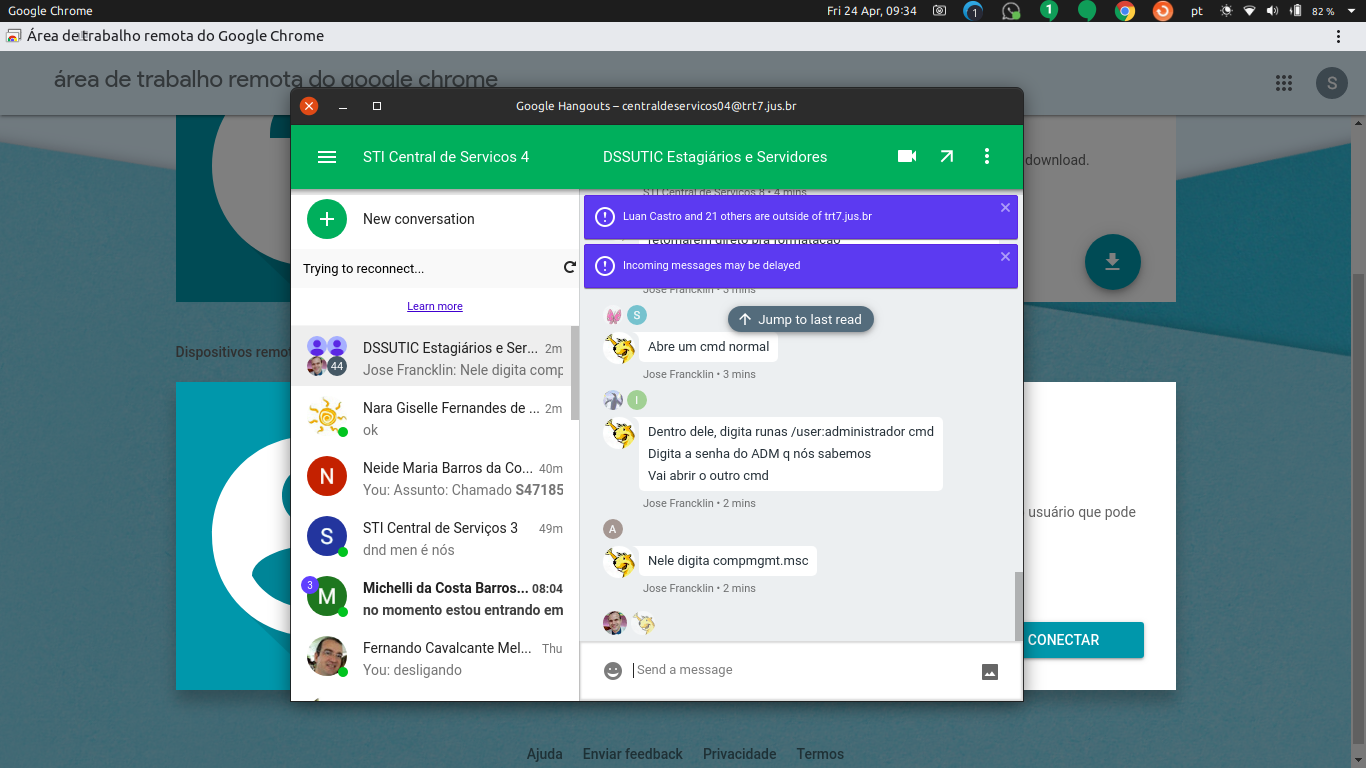 Google Chrome
Fri 24 Apr, 09:34
1
1
pt
82 %
Área de trabalho remota do Google Chrome
área de trabalho remota do google chrome
S
Google Hangouts – centraldeservicos04@trt7.jus.br
STI Central de Servicos 4
DSSUTIC Estagiários e Servidores
New conversation
Trying to reconnect...
Learn more
DSSUTIC Estagiários e Ser... 2m
44
Jose Francklin: Nele digita comp
Nara Giselle Fernandes de ... 2m
ok
N
Neide Maria Barros da Co... 40m
You: Assunto: Chamado S47185
S
STI Central de Serviços 3 49m
dnd men é nós
3
M
Michelli da Costa Barros... 08:04
no momento estou entrando em
Fernando Cavalcante Mel... Thu
You: desligando
STI Central de Servicos 8 • 4 mins
Luan Castro and 21 others are outside of trt7.jus.br
retornarem direto pra formatação
Incoming messages may be delayed
Jose Francklin • 3 mins
S
Jump to last read
Abre um cmd normal
Jose Francklin • 3 mins
I
Dentro dele, digita runas /user:administrador cmd
Digita a senha do ADM q nós sabemos
Vai abrir o outro cmd
Jose Francklin • 2 mins
A
Nele digita compmgmt.msc
Jose Francklin • 2 mins
Send a message
download.
Dispositivos remot
usuário que pode
CONECTAR
Ajuda Enviar feedback Privacidade Termos